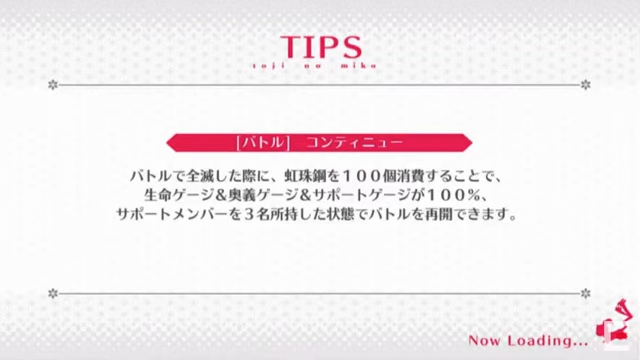 TIPS
toji no miko
[バトル] コンティニュー
バトルで全滅した際に、虹珠鋼を100個消費することで、
生命ゲージ&奥義ゲージ&サポートゲージが100%、
サポートメンバーを3名所持した状態でバトルを再開できます。
Now Loading...